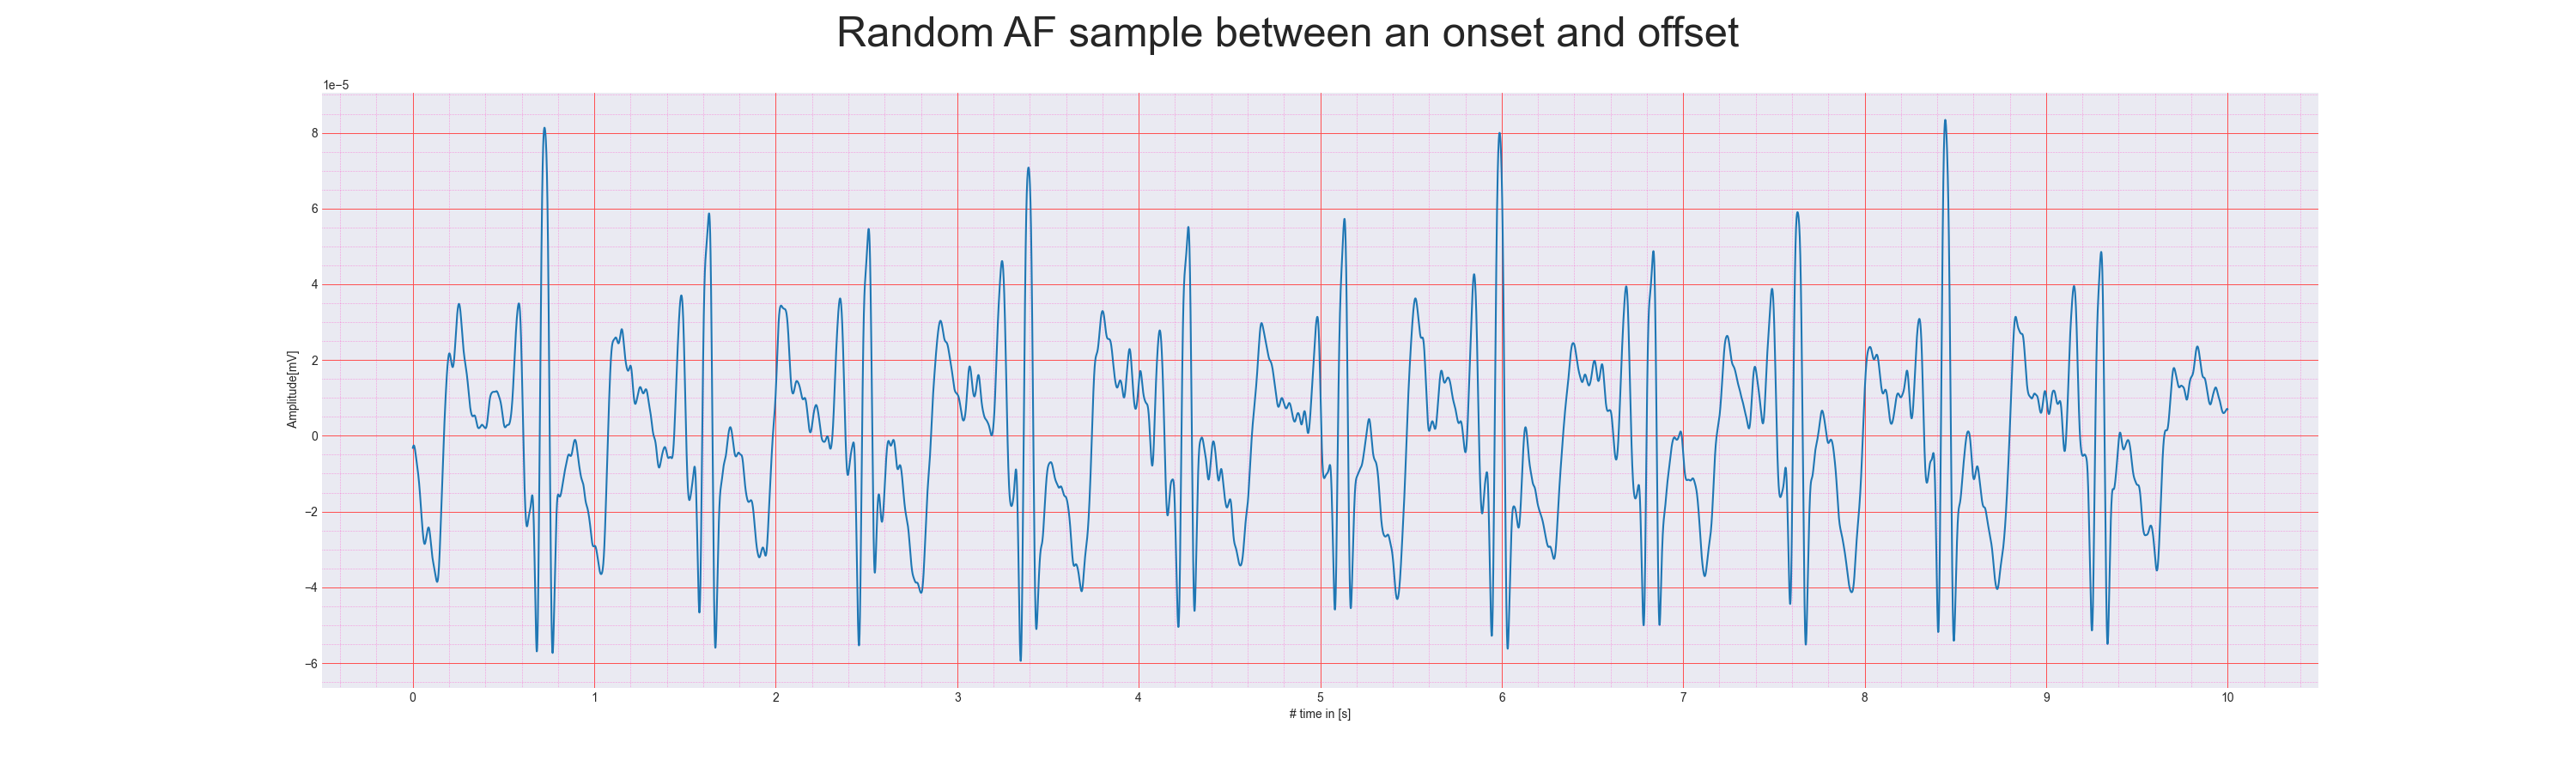 Random AF sample between an onset and offset
1e−5
8
6
4
2
0
−2
−4
−6
Amplitude[mV]
0 1 2 3 4 5 6 7 8 9 10
# time in [s]